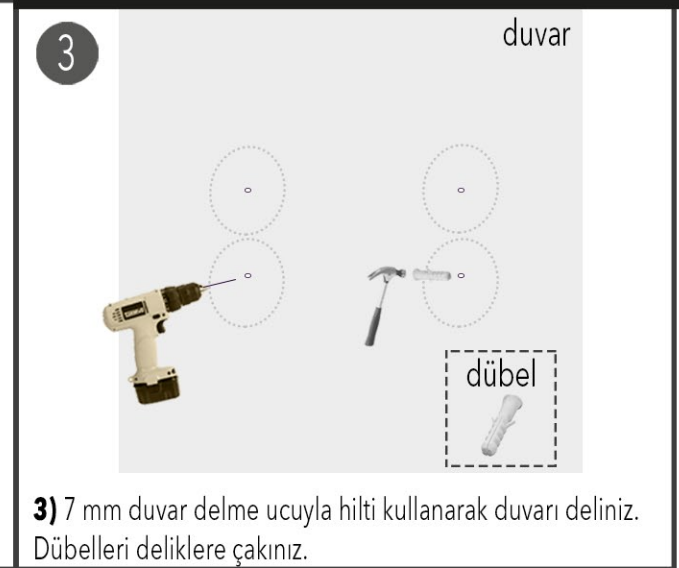 3
duvar
dübel
3) 7 mm duvar delme ucuyla hilti kullanarak duvarı deliniz.
Dübelleri deliklere çakınız.